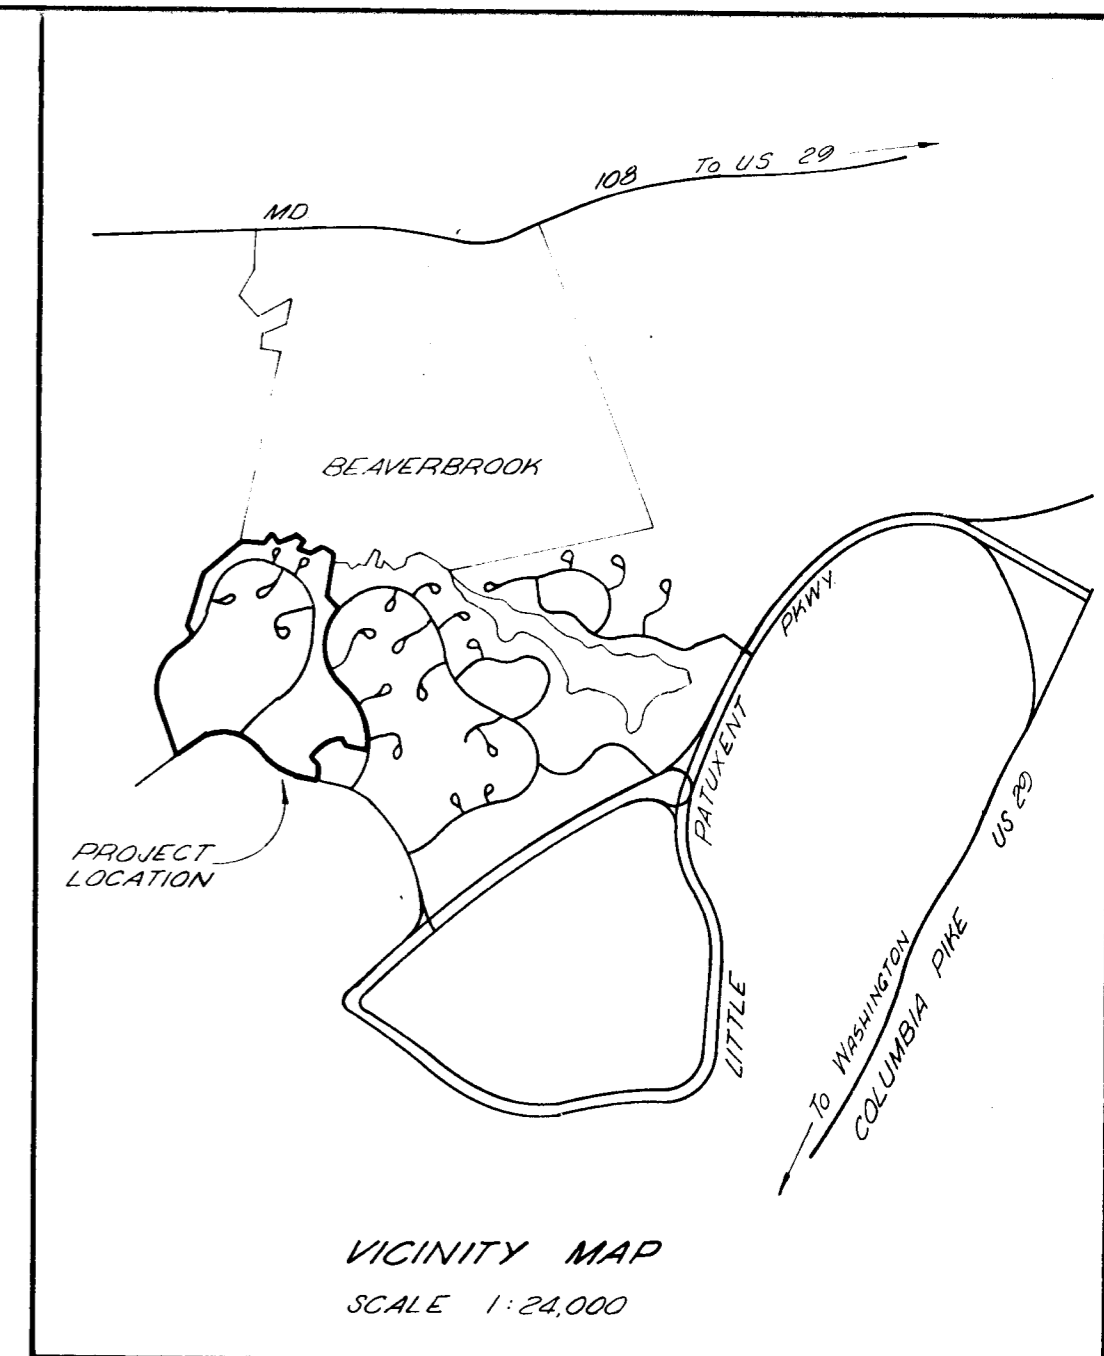 MD 108 To US 29
BEAVERBROOK
LITTLE PATUXENT PKWY.
US 29
PROJECT
LOCATION
To WASHINGTON
COLUMBIA PIKE
VICINITY MAP
SCALE 1:24,000